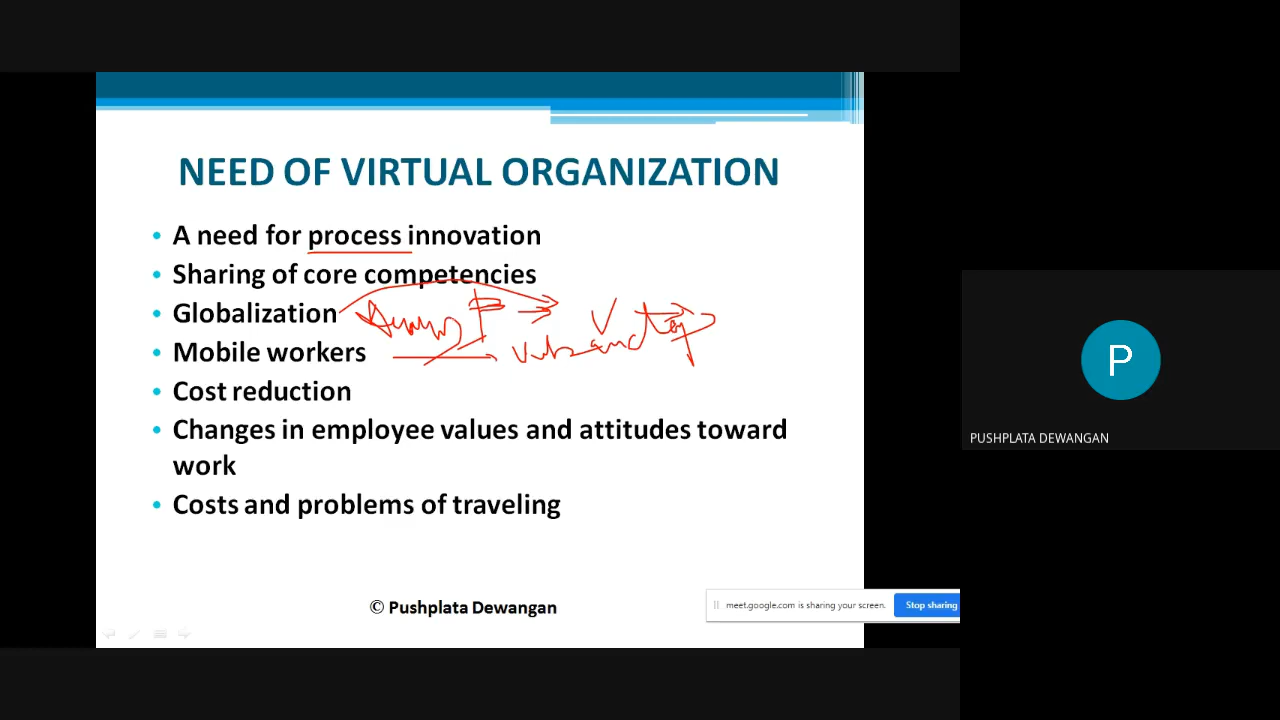 NEED OF VIRTUAL ORGANIZATION
• A need for process innovation
• Sharing of core competencies
• Globalization
• Mobile workers
• Cost reduction
• Changes in employee values and attitudes toward
work
• Costs and problems of traveling
© Pushplata Dewangan
meet.google.com is sharing your screen.
Stop sharing
P
PUSHPLATA DEWANGAN